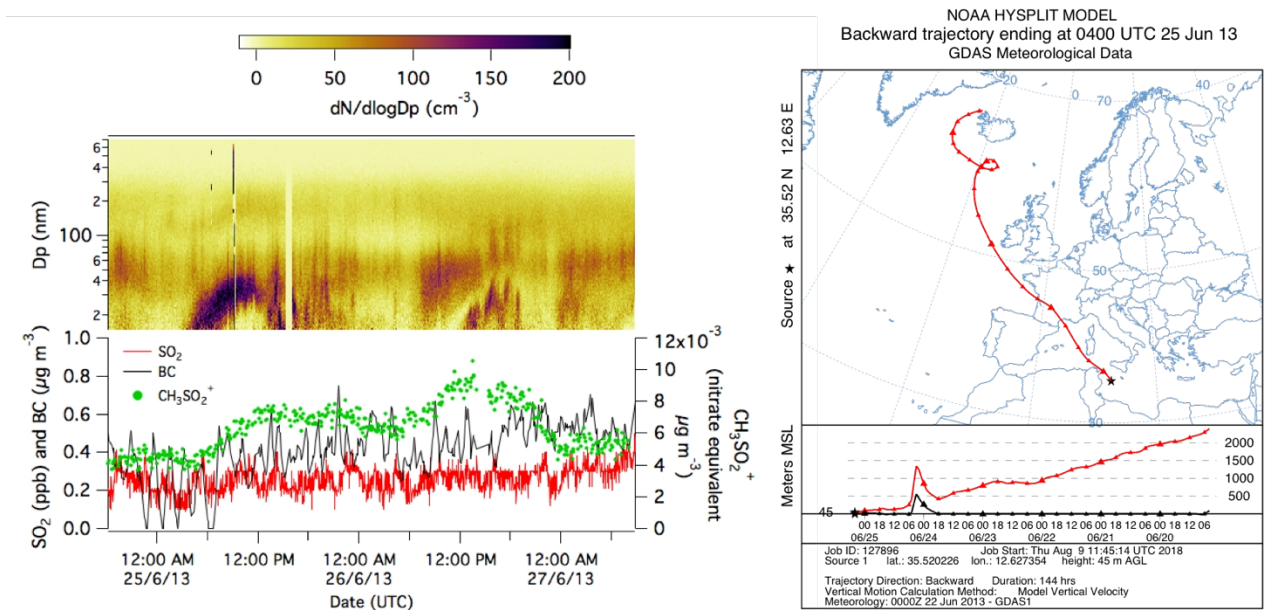 0
50
100
150
200
dN/dlogDp (cm⁻³)
6
4
2
100
6
4
2
Dp (nm)
1.0
0.8
0.6
0.4
0.2
0.0
SO₂ (ppb) and BC (µg m⁻³)
SO₂
BC
CH₃SO₂⁺
12x10⁻³
10
8
6
4
2
0
CH₃SO₂⁺
(nitrate equivalent
µg m⁻³)
12:00 AM
25/6/13
12:00 PM
12:00 AM
26/6/13
12:00 PM
12:00 AM
27/6/13
Date (UTC)
NOAA HYSPLIT MODEL
Backward trajectory ending at 0400 UTC 25 Jun 13
GDAS Meteorological Data
Source ★ at 35.52 N 12.63 E
20
0
70
20
40
50
Meters MSL
2000
1500
1000
500
45
00 18 12 06 00 18 12 06 00 18 12 06 00 18 12 06 00 18 12 06 00 18 12 06
06/25 06/24 06/23 06/22 06/21 06/20
Job ID: 127896 Job Start: Thu Aug 9 11:45:14 UTC 2018
Source 1 lat.: 35.520226 lon.: 12.627354 height: 45 m AGL
Trajectory Direction: Backward Duration: 144 hrs
Vertical Motion Calculation Method: Model Vertical Velocity
Meteorology: 0000Z 22 Jun 2013 - GDAS1